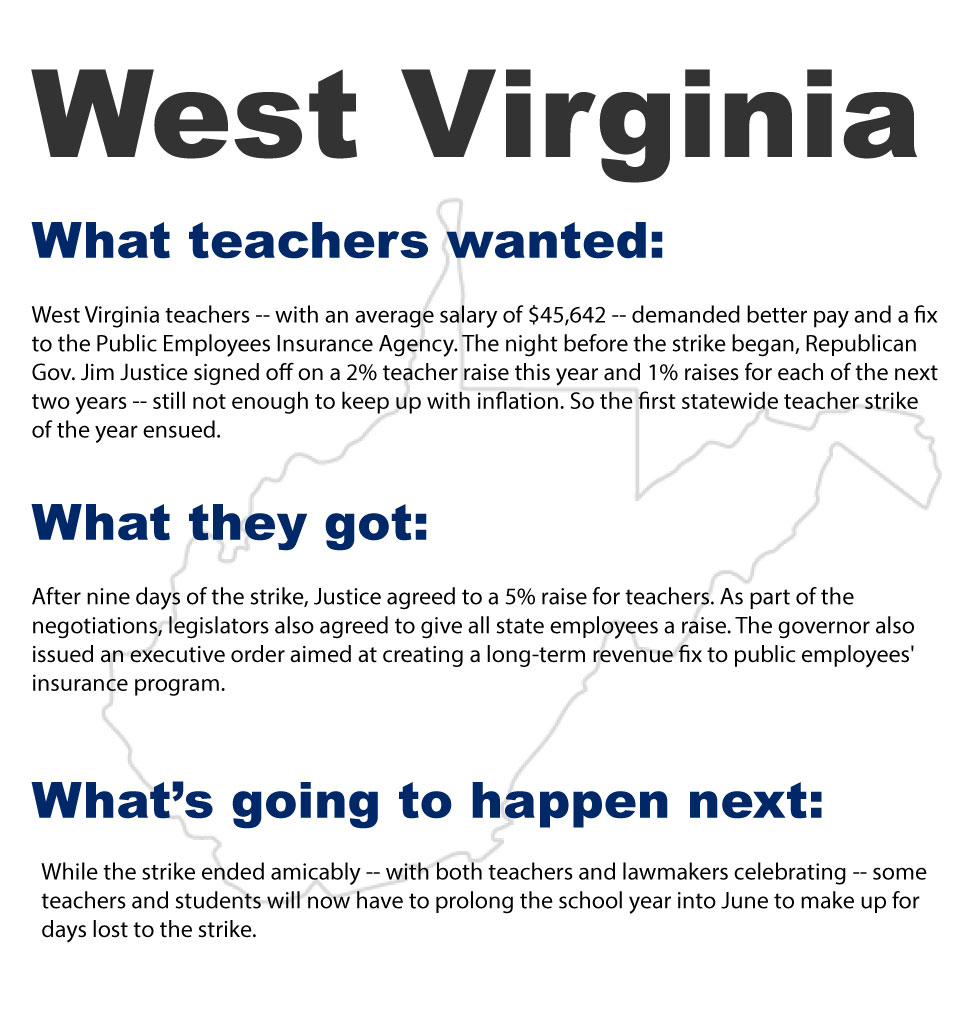 West Virginia
What teachers wanted:
West Virginia teachers -- with an average salary of $45,642 -- demanded better pay and a fix
to the Public Employees Insurance Agency. The night before the strike began, Republican
Gov. Jim Justice signed off on a 2% teacher raise this year and 1% raises for each of the next
two years -- still not enough to keep up with inflation. So the first statewide teacher strike
of the year ensued.
What they got:
After nine days of the strike, Justice agreed to a 5% raise for teachers. As part of the
negotiations, legislators also agreed to give all state employees a raise. The governor also
issued an executive order aimed at creating a long-term revenue fix to public employees'
insurance program.
What’s going to happen next:
While the strike ended amicably -- with both teachers and lawmakers celebrating -- some
teachers and students will now have to prolong the school year into June to make up for
days lost to the strike.